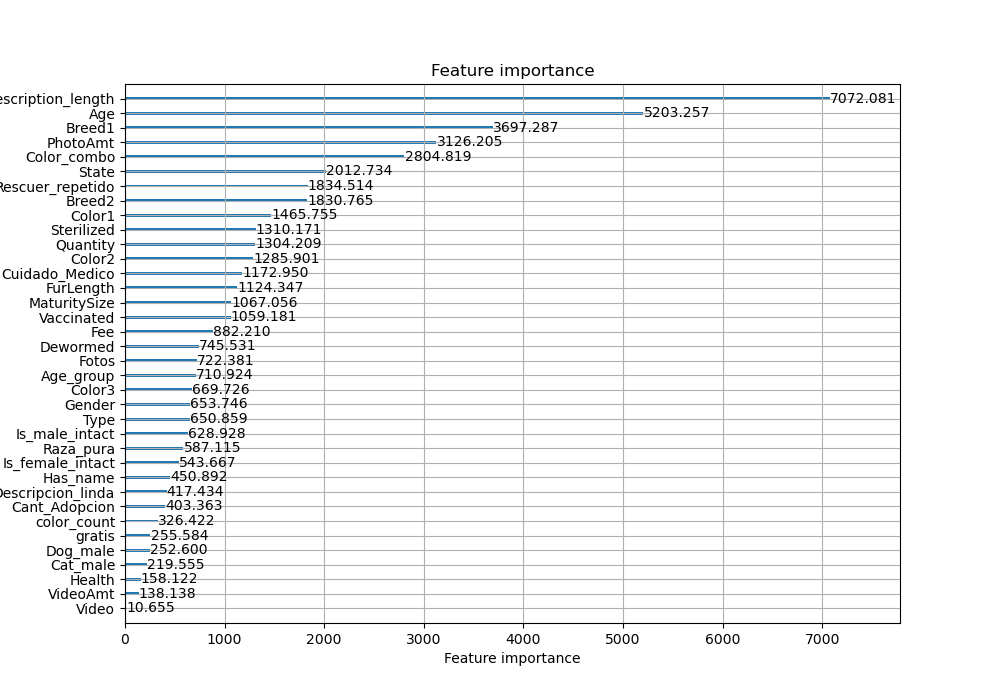 Feature importance
escription_length 7072.081
Age 5203.257
Breed1 3697.287
PhotoAmt 3126.205
Color_combo 2804.819
State 2012.734
Rescuer_repetido 1834.514
Breed2 1830.765
Color1 1465.755
Sterilized 1310.171
Quantity 1304.209
Color2 1285.901
Cuidado_Medico 1172.950
FurLength 1124.347
MaturitySize 1067.056
Vaccinated 1059.181
Fee 882.210
Dewormed 745.531
Fotos 722.381
Age_group 710.924
Color3 669.726
Gender 653.746
Type 650.859
Is_male_intact 628.928
Raza_pura 587.115
Is_female_intact 543.667
Has_name 450.892
Descripcion_linda 417.434
Cant_Adopcion 403.363
color_count 326.422
gratis 255.584
Dog_male 252.600
Cat_male 219.555
Health 158.122
VideoAmt 138.138
Video 10.655
0 1000 2000 3000 4000 5000 6000 7000
Feature importance